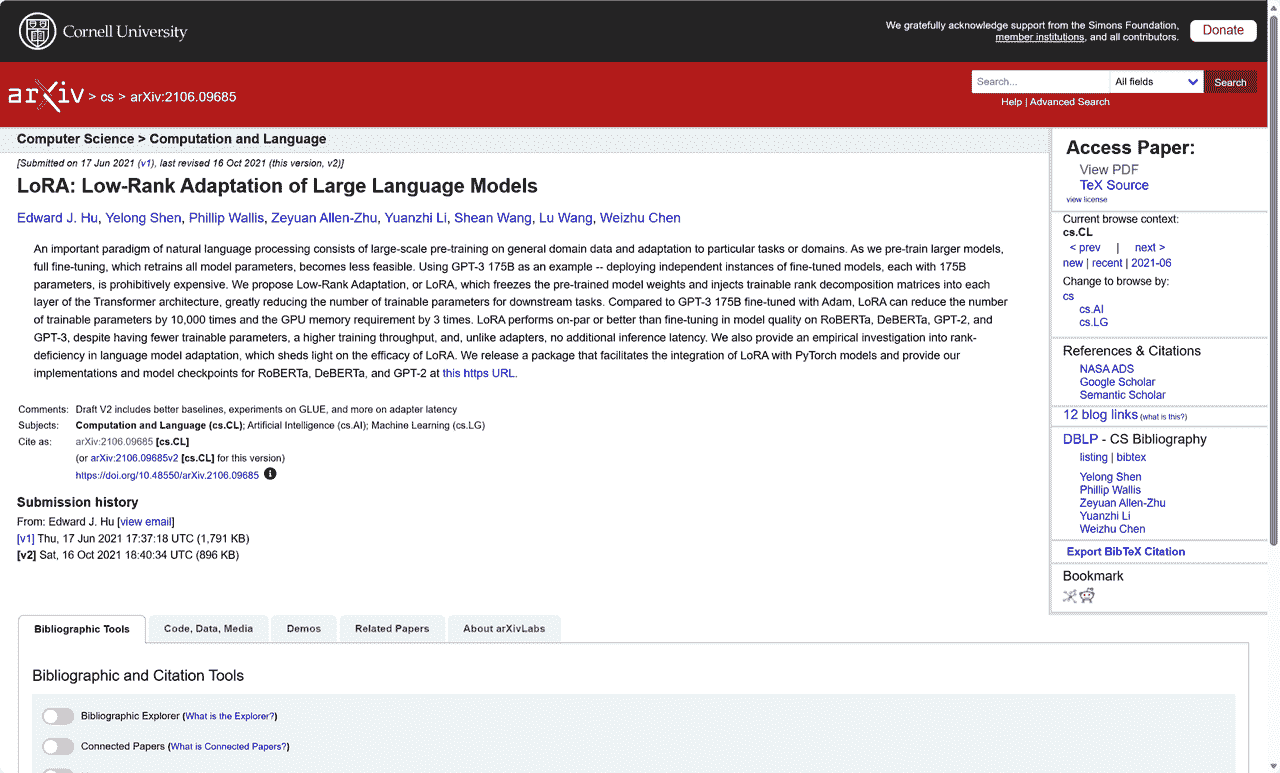 Cornell University
We gratefully acknowledge support from the Simons Foundation,
member institutions, and all contributors.
Donate
arXiv > cs > arXiv:2106.09685
Search...
All fields
Search
Help | Advanced Search
Computer Science > Computation and Language
[Submitted on 17 Jun 2021 (v1), last revised 16 Oct 2021 (this version, v2)]
LoRA: Low-Rank Adaptation of Large Language Models
Edward J. Hu, Yelong Shen, Phillip Wallis, Zeyuan Allen-Zhu, Yuanzhi Li, Shean Wang, Lu Wang, Weizhu Chen
An important paradigm of natural language processing consists of large-scale pre-training on general domain data and adaptation to particular tasks or domains. As we pre-train larger models,
full fine-tuning, which retrains all model parameters, becomes less feasible. Using GPT-3 175B as an example -- deploying independent instances of fine-tuned models, each with 175B
parameters, is prohibitively expensive. We propose Low-Rank Adaptation, or LoRA, which freezes the pre-trained model weights and injects trainable rank decomposition matrices into each
layer of the Transformer architecture, greatly reducing the number of trainable parameters for downstream tasks. Compared to GPT-3 175B fine-tuned with Adam, LoRA can reduce the number
of trainable parameters by 10,000 times and the GPU memory requirement by 3 times. LoRA performs on-par or better than fine-tuning in model quality on RoBERTa, DeBERTa, GPT-2, and
GPT-3, despite having fewer trainable parameters, a higher training throughput, and, unlike adapters, no additional inference latency. We also provide an empirical investigation into rank-
deficiency in language model adaptation, which sheds light on the efficacy of LoRA. We release a package that facilitates the integration of LoRA with PyTorch models and provide our
implementations and model checkpoints for RoBERTa, DeBERTa, and GPT-2 at this https URL.
Comments: Draft V2 includes better baselines, experiments on GLUE, and more on adapter latency
Subjects: Computation and Language (cs.CL); Artificial Intelligence (cs.AI); Machine Learning (cs.LG)
Cite as: arXiv:2106.09685 [cs.CL]
(or arXiv:2106.09685v2 [cs.CL] for this version)
https://doi.org/10.48550/arXiv.2106.09685
Submission history
From: Edward J. Hu [view email]
[v1] Thu, 17 Jun 2021 17:37:18 UTC (1,791 KB)
[v2] Sat, 16 Oct 2021 18:40:34 UTC (896 KB)
Access Paper:
View PDF
TeX Source
view license
Current browse context:
cs.CL
< prev | next >
new | recent | 2021-06
Change to browse by:
cs
cs.AI
cs.LG
References & Citations
NASA ADS
Google Scholar
Semantic Scholar
12 blog links (what is this?)
DBLP - CS Bibliography
listing | bibtex
Yelong Shen
Phillip Wallis
Zeyuan Allen-Zhu
Yuanzhi Li
Weizhu Chen
Export BibTeX Citation
Bookmark
Bibliographic Tools
Code, Data, Media
Demos
Related Papers
About arXivLabs
Bibliographic and Citation Tools
Bibliographic Explorer (What is the Explorer?)
Connected Papers (What is Connected Papers?)